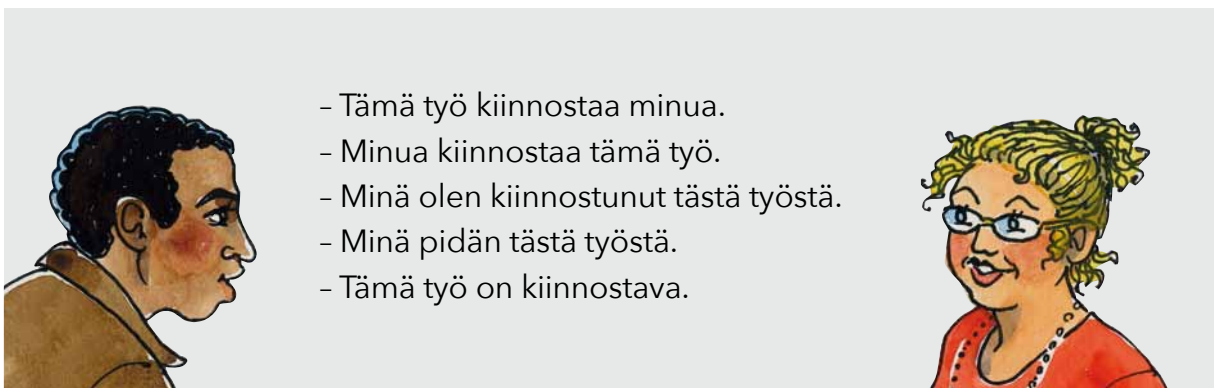 – Tämä työ kiinnostaa minua.
– Minua kiinnostaa tämä työ.
– Minä olen kiinnostunut tästä työstä.
– Minä pidän tästä työstä.
– Tämä työ on kiinnostava.